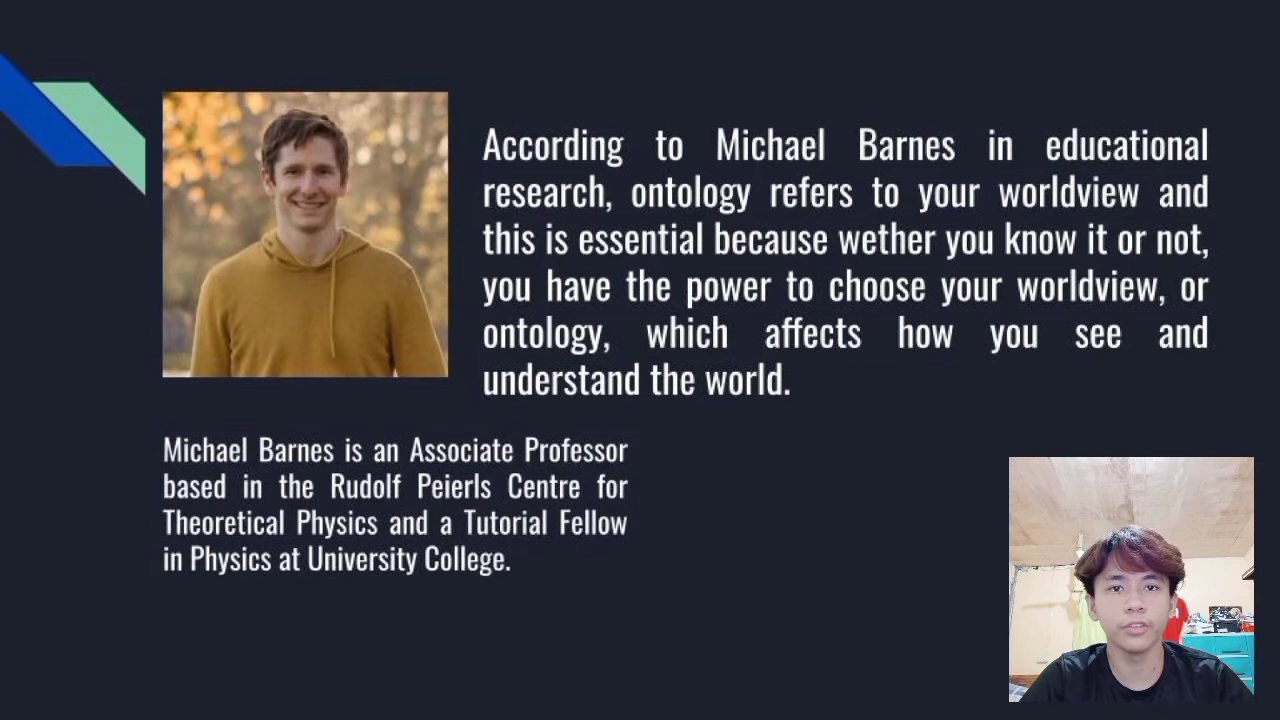 According to Michael Barnes in educational
research, ontology refers to your worldview and
this is essential because wether you know it or not,
you have the power to choose your worldview, or
ontology, which affects how you see and
understand the world.
Michael Barnes is an Associate Professor
based in the Rudolf Peierls Centre for
Theoretical Physics and a Tutorial Fellow
in Physics at University College.